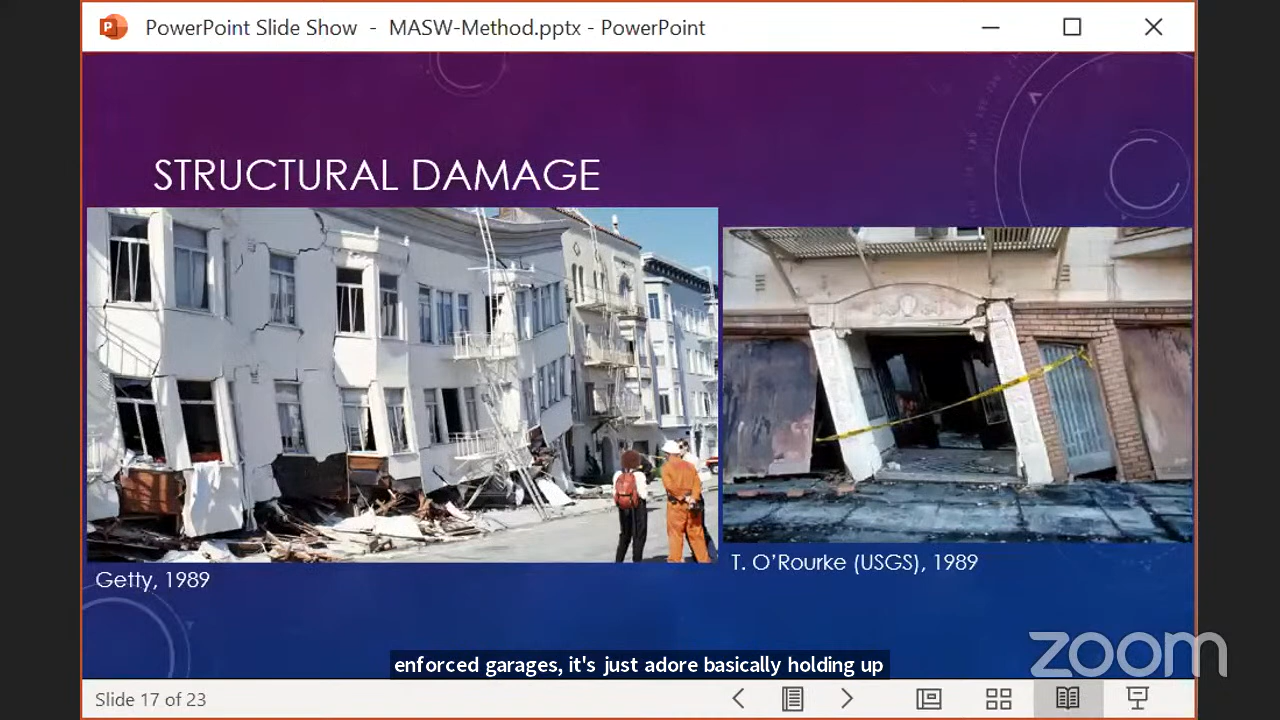 PowerPoint Slide Show - MASW-Method.pptx - PowerPoint
STRUCTURAL DAMAGE
Getty, 1989
T. O'Rourke (USGS), 1989
enforced garages, it's just adore basically holding up
zoom
Slide 17 of 23